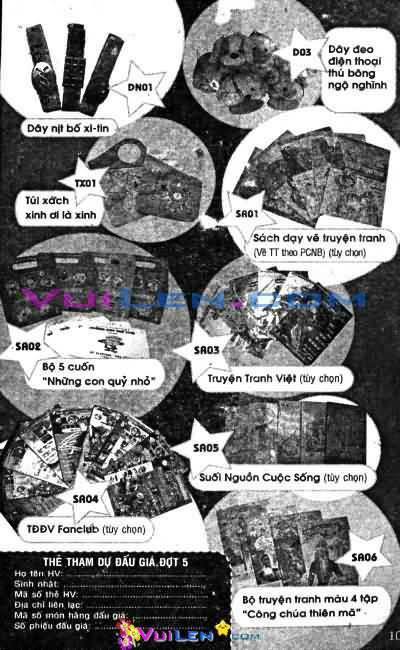 DN01
Dây nịt bố xì-tin
D03
Dây đeo
điện thoại
thú bông
ngộ nghĩnh
TX01
Túi xách
xinh ơi là xinh
SA01
Sách dạy vẽ truyện tranh
(Vẽ TT theo PCNB) (tùy chọn)
VUILEN.COM
SA02
Bộ 5 cuốn
"Những con quỷ nhỏ"
SA03
Truyện Tranh Việt (tùy chọn)
SA04
TĐĐV Fanclub (tùy chọn)
SA05
Suối Nguồn Cuộc Sống (tùy chọn)
SA06
Bộ truyện tranh màu 4 tập
"Công chúa thiên mã"
THẺ THAM DỰ ĐẤU GIÁ ĐỢT 5
Họ tên HV:
Sinh nhật:
Mã số thẻ HV:
Địa chỉ liên lạc:
Mã số món hàng đấu giá:
Số phiếu đấu giá:
VUILEN
10